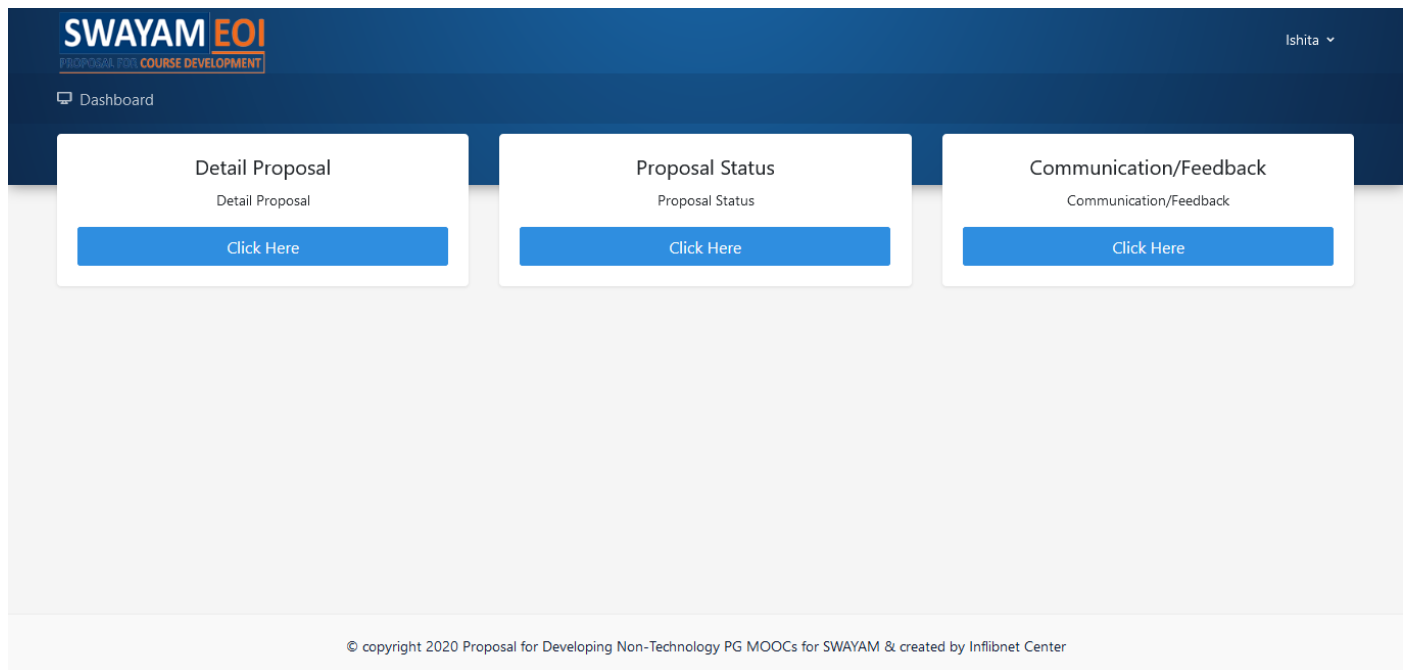 SWAYAM EOI
PROPOSAL FOR COURSE DEVELOPMENT
Ishita
Dashboard
Detail Proposal
Detail Proposal
Click Here
Proposal Status
Proposal Status
Click Here
Communication/Feedback
Communication/Feedback
Click Here
© copyright 2020 Proposal for Developing Non-Technology PG MOOCs for SWAYAM & created by Inflibnet Center